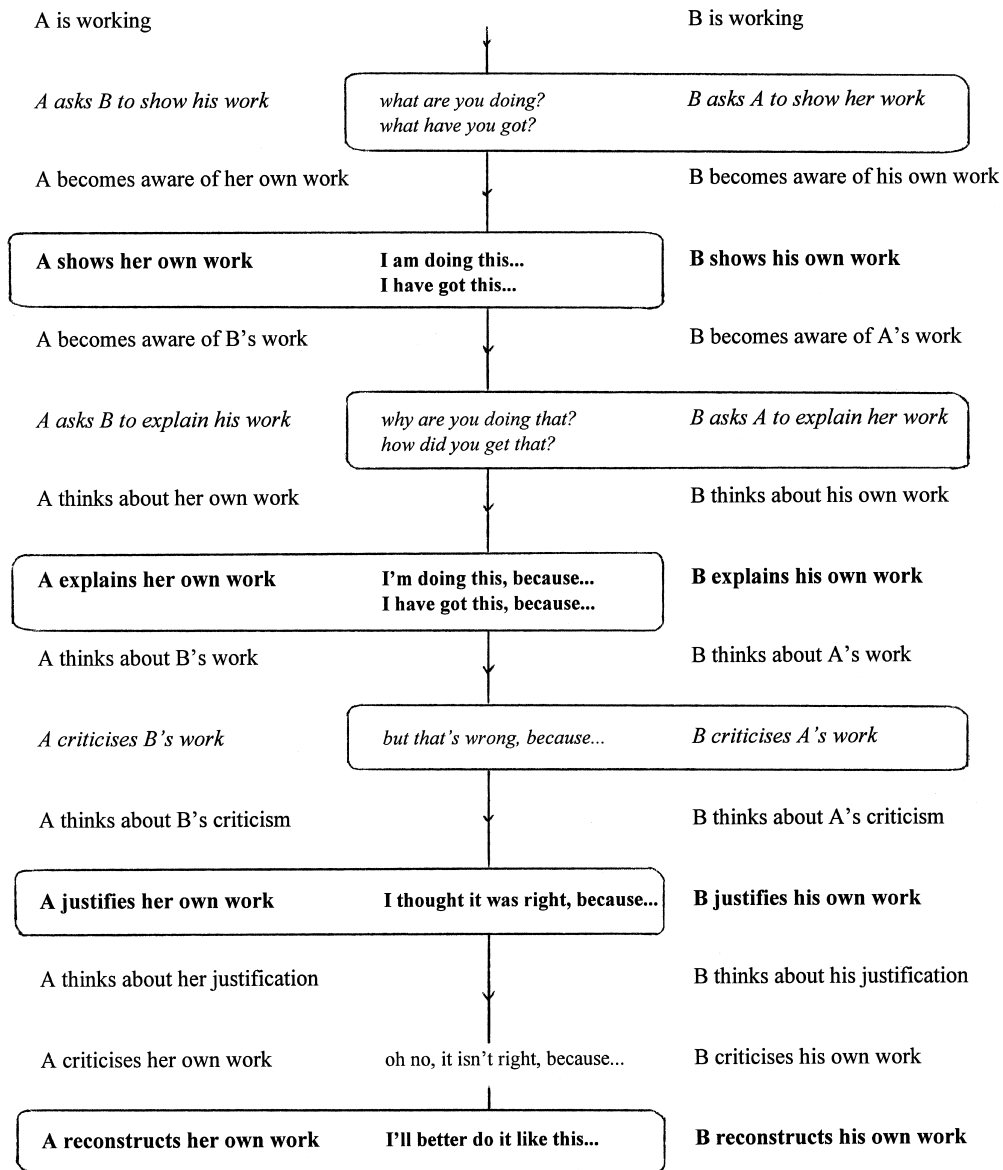 A is working B is working
A asks B to show his work what are you doing? B asks A to show her work
what have you got?
A becomes aware of her own work B becomes aware of his own work
A shows her own work I am doing this... B shows his own work
I have got this...
A becomes aware of B's work B becomes aware of A's work
A asks B to explain his work why are you doing that? B asks A to explain her work
how did you get that?
A thinks about her own work B thinks about his own work
A explains her own work I'm doing this, because... B explains his own work
I have got this, because...
A thinks about B's work B thinks about A's work
A criticises B's work but that's wrong, because... B criticises A's work
A thinks about B's criticism B thinks about A's criticism
A justifies her own work I thought it was right, because... B justifies his own work
A thinks about her justification B thinks about his justification
A criticises her own work oh no, it isn't right, because... B criticises his own work
A reconstructs her own work I'll better do it like this... B reconstructs his own work